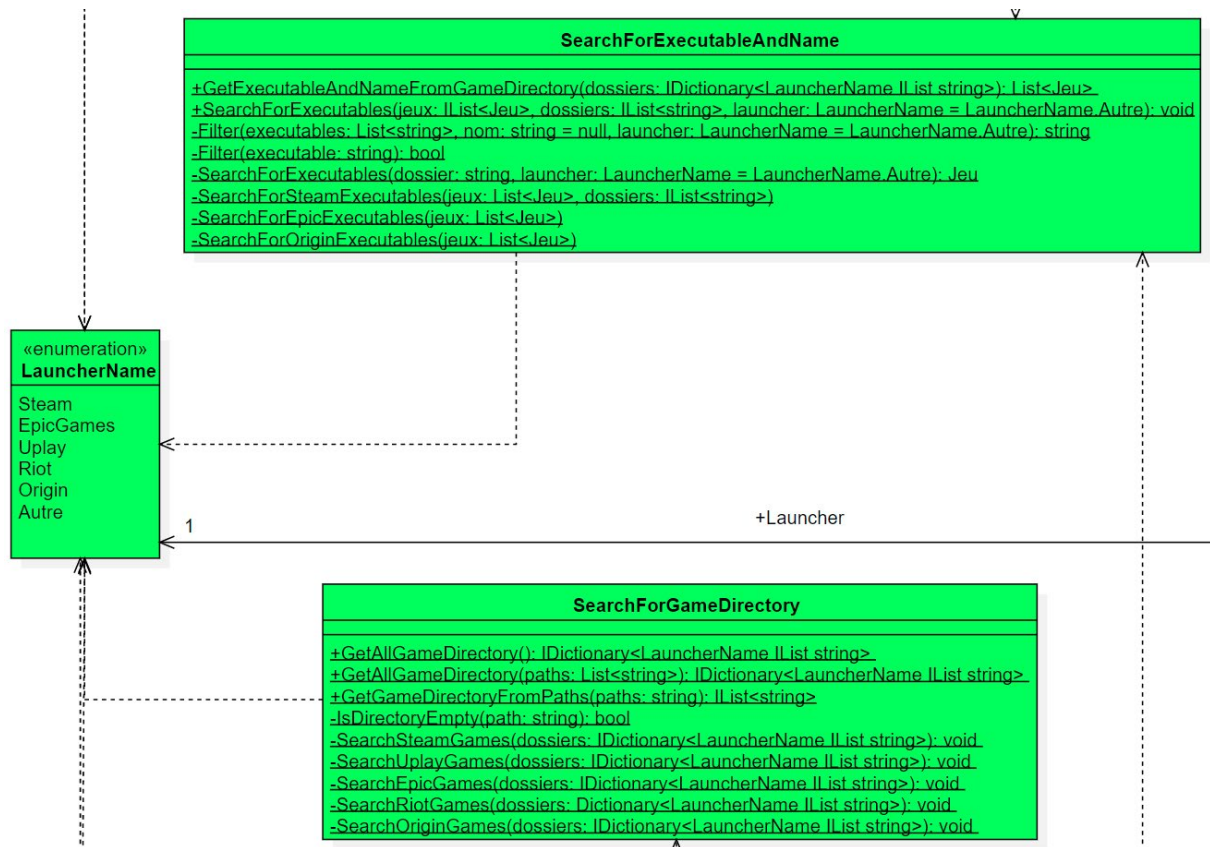 SearchForExecutableAndName
+GetExecutableAndNameFromGameDirectory(dossiers: IDictionary<LauncherName IList string>): List<Jeu>
+SearchForExecutables(jeux: IList<Jeu>, dossiers: IList<string>, launcher: LauncherName = LauncherName.Autre): void
-Filter(executables: List<string>, nom: string = null, launcher: LauncherName = LauncherName.Autre): string
-Filter(executable: string): bool
-SearchForExecutables(dossier: string, launcher: LauncherName = LauncherName.Autre): Jeu
-SearchForSteamExecutables(jeux: List<Jeu>, dossiers: IList<string>)
-SearchForEpicExecutables(jeux: List<Jeu>)
-SearchForOriginExecutables(jeux: List<Jeu>)
«enumeration»
LauncherName
Steam
EpicGames
Uplay
Riot
Origin
Autre
1
+Launcher
SearchForGameDirectory
+GetAllGameDirectory(): IDictionary<LauncherName IList string>
+GetAllGameDirectory(paths: List<string>): IDictionary<LauncherName IList string>
+GetGameDirectoryFromPaths(paths: string): IList<string>
-IsDirectoryEmpty(path: string): bool
-SearchSteamGames(dossiers: IDictionary<LauncherName IList string>): void
-SearchUplayGames(dossiers: IDictionary<LauncherName IList string>): void
-SearchEpicGames(dossiers: IDictionary<LauncherName IList string>): void
-SearchRiotGames(dossiers: Dictionary<LauncherName IList string>): void
-SearchOriginGames(dossiers: IDictionary<LauncherName IList string>): void